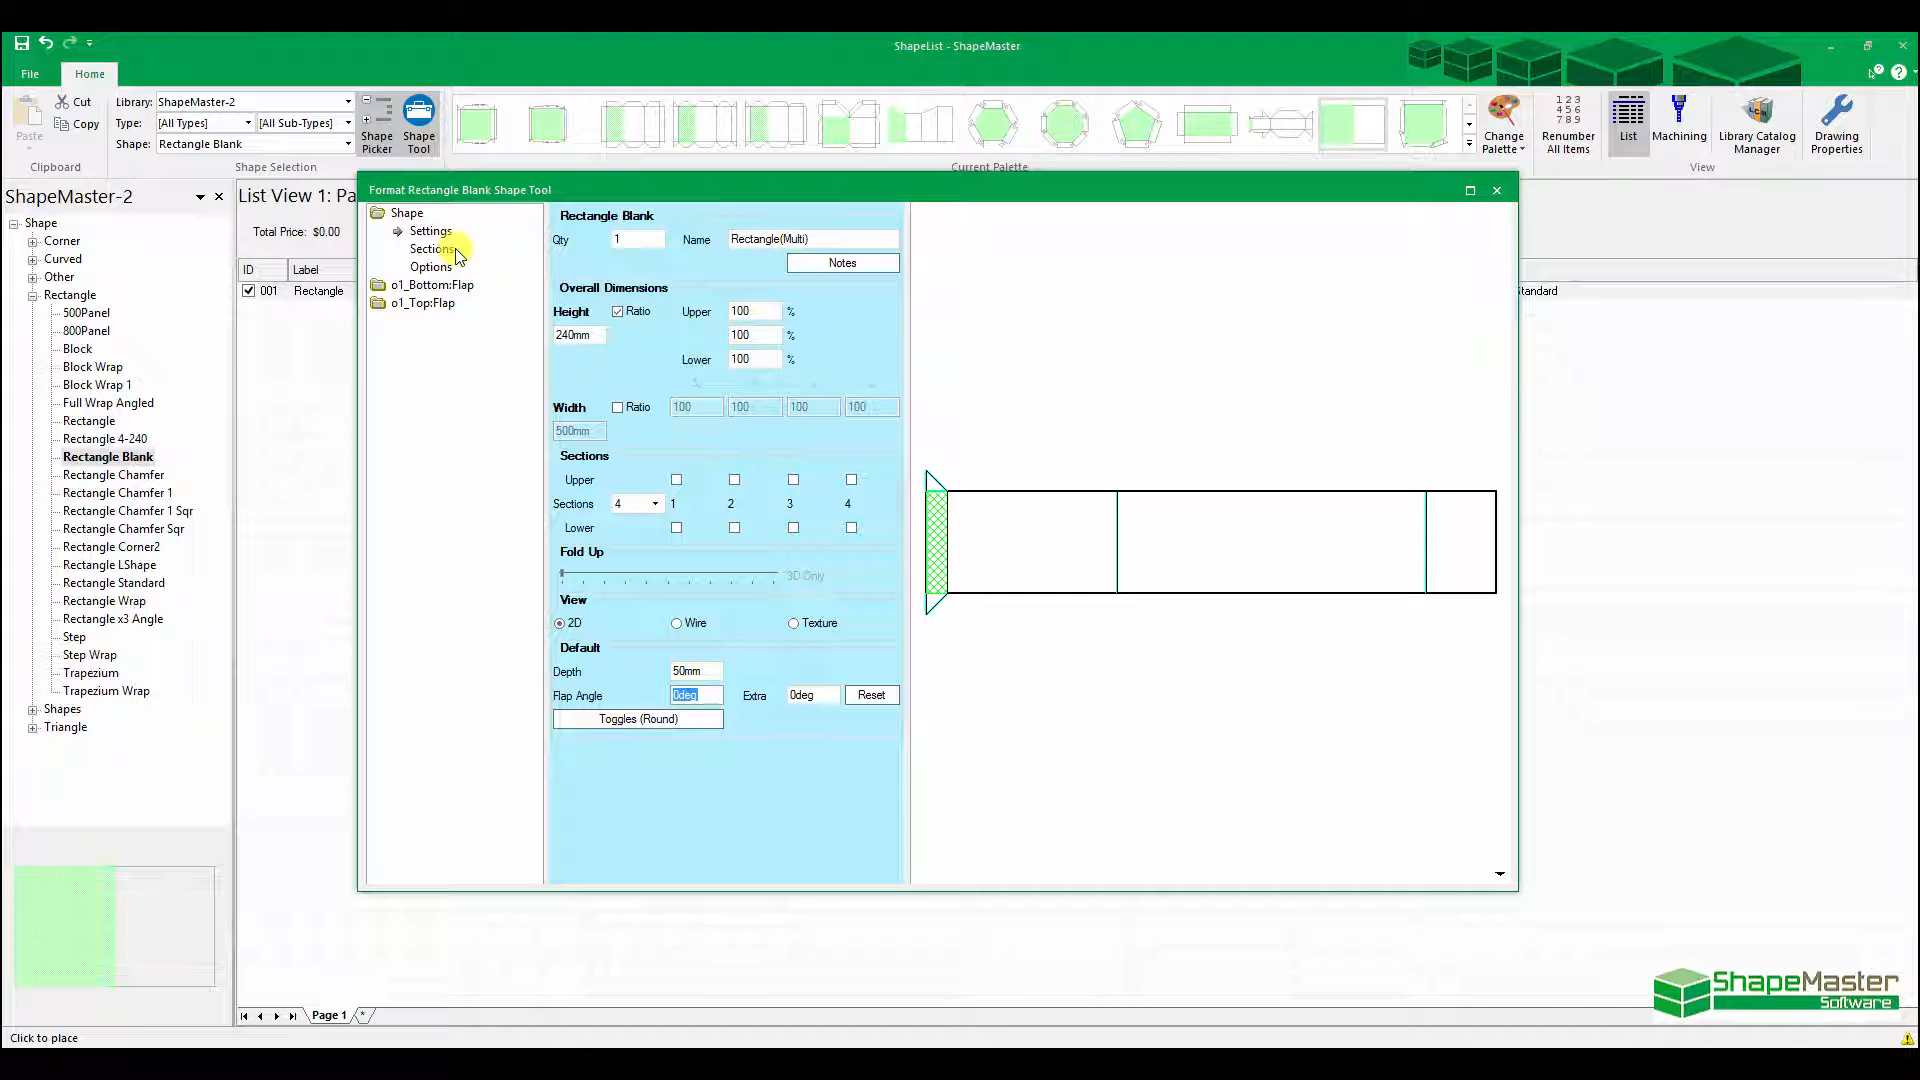 ShapeList - ShapeMaster
File
Home
Paste
Cut
Copy
Clipboard
Library: ShapeMaster-2
Type: [All Types] [All Sub-Types]
Shape: Rectangle Blank
Shape Selection
Shape Picker
Shape Tool
Current Palette
Change Palette
1 2 3
4 5 6
7 8 9
Renumber All Items
List
Machining
Library Catalog Manager
Drawing Properties
View
ShapeMaster-2
Shape
Corner
Curved
Other
Rectangle
500Panel
800Panel
Block
Block Wrap
Block Wrap 1
Full Wrap Angled
Rectangle
Rectangle 4-240
Rectangle Blank
Rectangle Chamfer
Rectangle Chamfer 1
Rectangle Chamfer 1 Sqr
Rectangle Chamfer Sqr
Rectangle Corner2
Rectangle LShape
Rectangle Standard
Rectangle Wrap
Rectangle x3 Angle
Step
Step Wrap
Trapezium
Trapezium Wrap
Shapes
Triangle
List View 1: Pa
Total Price: $0.00
ID Label
001 Rectangle
Standard
Format Rectangle Blank Shape Tool
Shape
Settings
Sections
Options
o1_Bottom:Flap
o1_Top:Flap
Rectangle Blank
Qty 1 Name Rectangle(Multi)
Notes
Overall Dimensions
Height Ratio Upper 100 %
240mm 100 %
Lower 100 %
Width Ratio 100 100 100 100
500mm
Sections
Upper
Sections 4 1 2 3 4
Lower
Fold Up
3D Only
View
2D Wire Texture
Default
Depth 50mm
Flap Angle 0deg Extra 0deg Reset
Toggles (Round)
ShapeMaster
Software
Page 1
Click to place